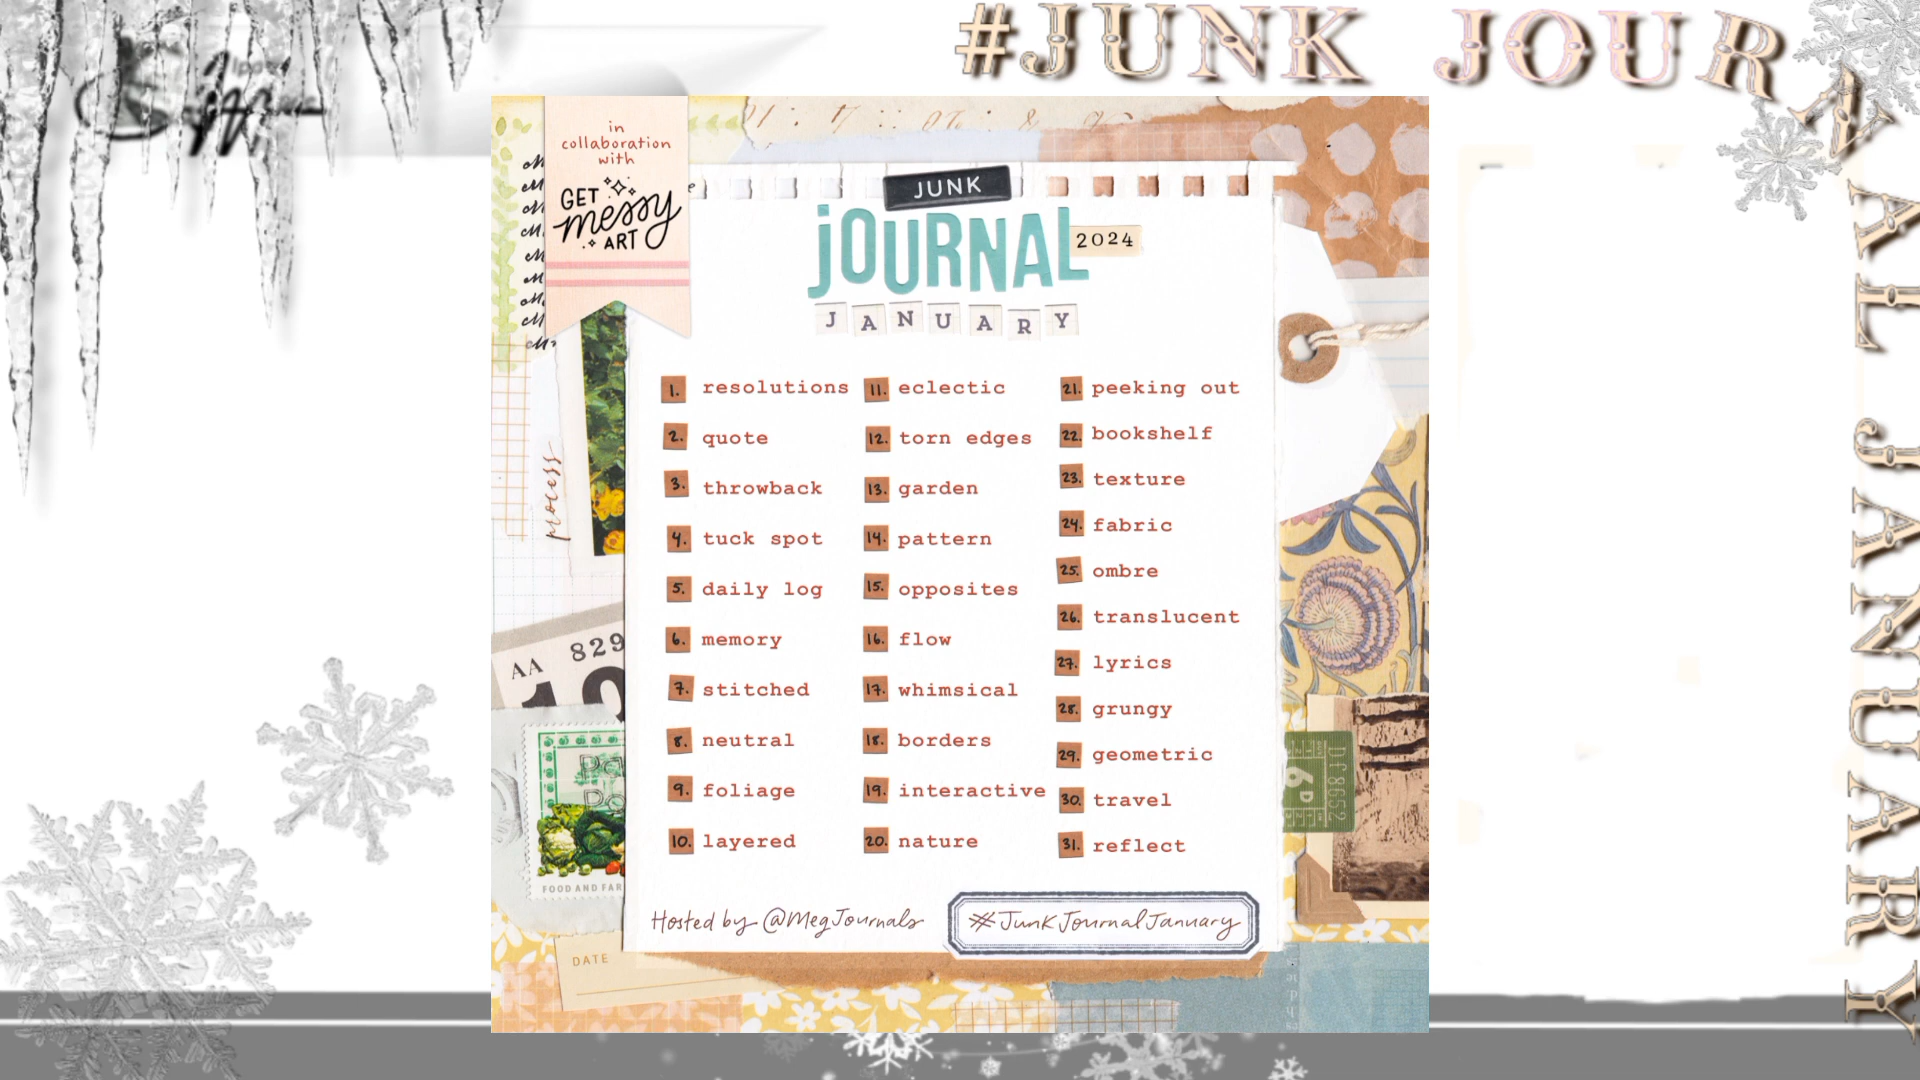 #JUNK JOURNAL JANUARY
in
collaboration
with
GET
messy
ART
JUNK
jOURNAL
2024
JANUARY
1. resolutions
2. quote
3. throwback
4. tuck spot
5. daily log
6. memory
7. stitched
8. neutral
9. foliage
10. layered
11. eclectic
12. torn edges
13. garden
14. pattern
15. opposites
16. flow
17. whimsical
18. borders
19. interactive
20. nature
21. peeking out
22. bookshelf
23. texture
24. fabric
25. ombre
26. translucent
27. lyrics
28. grungy
29. geometric
30. travel
31. reflect
Hosted by @MegJournals
#JunkJournalJanuary
process
AA 829
10
FOOD AND FAR
DATE
6D